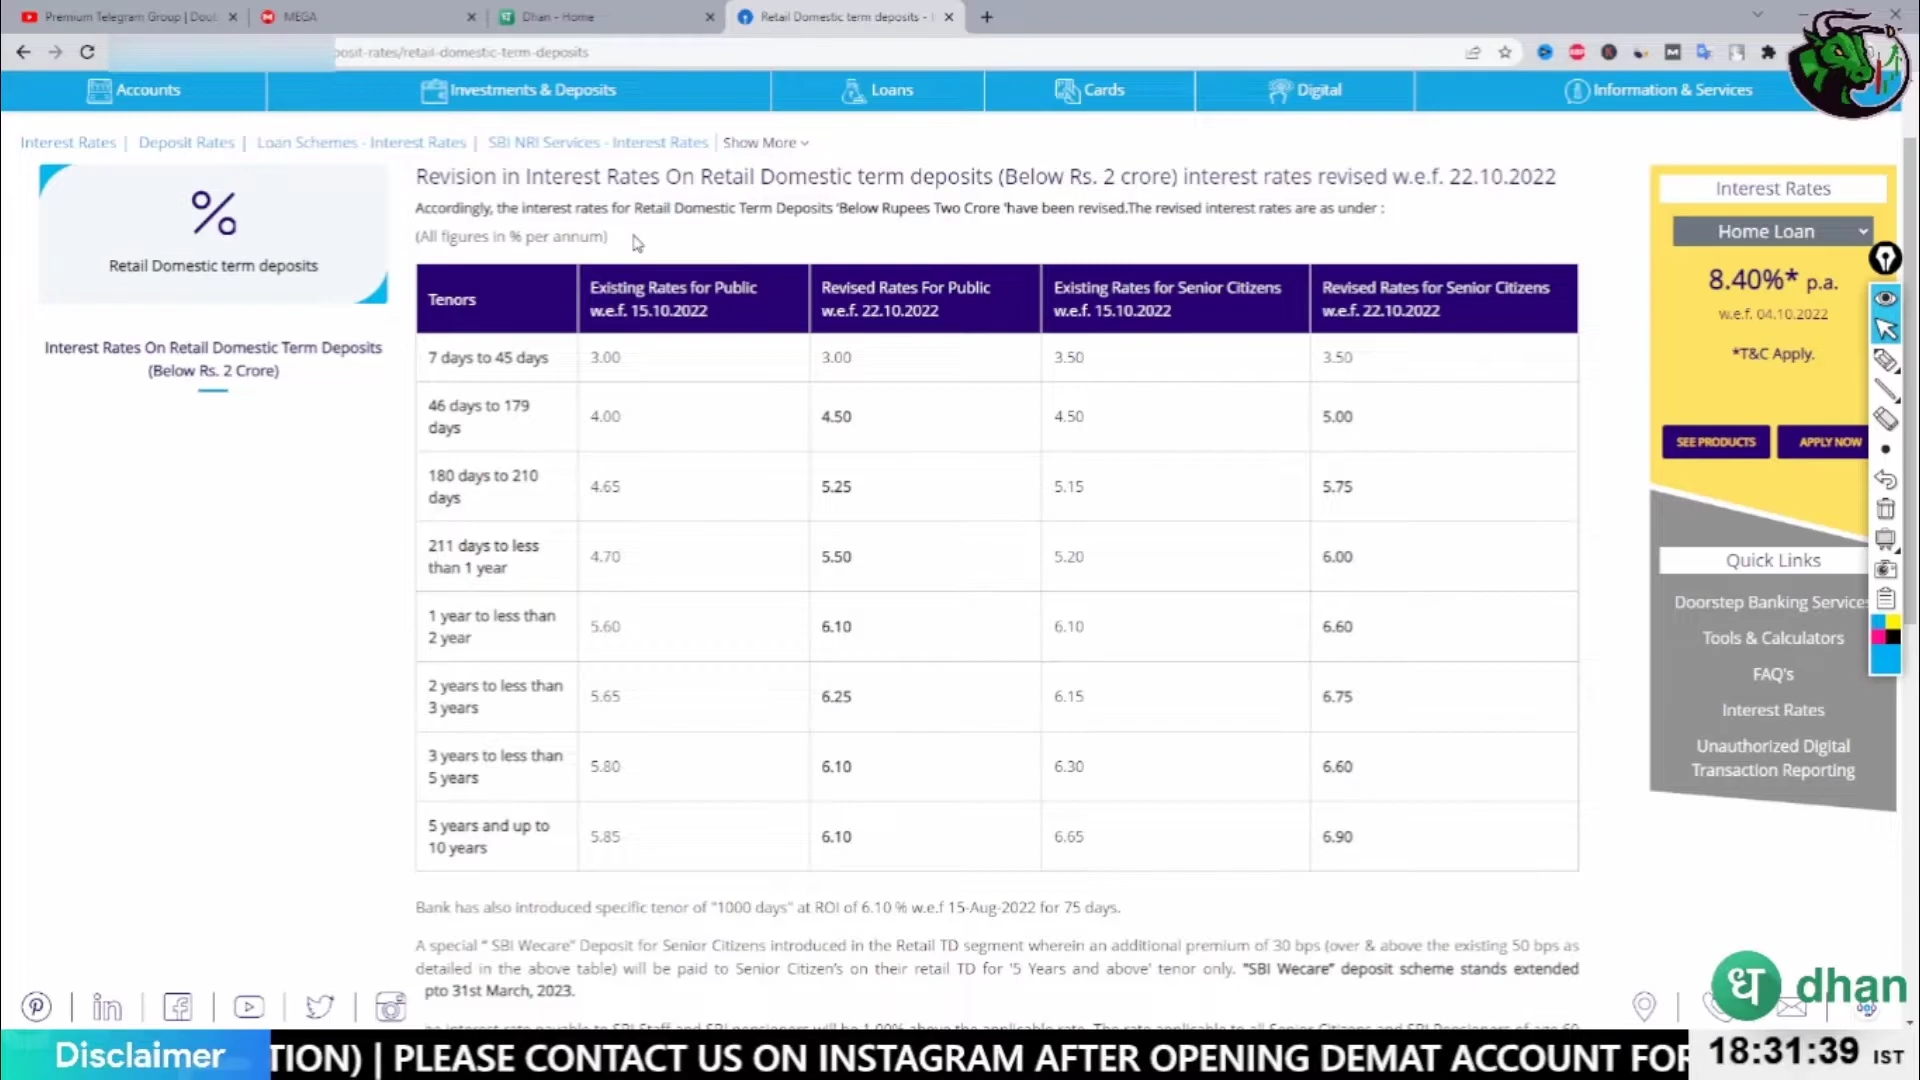 Premium Telegram Group | Dou
MEGA
Dhan - Home
Retail Domestic term deposits -
osit-rates/retail-domestic-term-deposits
Accounts
Investments & Deposits
Loans
Cards
Digital
Information & Services
Interest Rates | Deposit Rates | Loan Schemes - Interest Rates | SBI NRI Services - Interest Rates | Show More
Retail Domestic term deposits
Interest Rates On Retail Domestic Term Deposits
(Below Rs. 2 Crore)
Revision in Interest Rates On Retail Domestic term deposits (Below Rs. 2 crore) interest rates revised w.e.f. 22.10.2022
Accordingly, the interest rates for Retail Domestic Term Deposits 'Below Rupees Two Crore 'have been revised.The revised interest rates are as under :
(All figures in % per annum)
Tenors
Existing Rates for Public
w.e.f. 15.10.2022
Revised Rates For Public
w.e.f. 22.10.2022
Existing Rates for Senior Citizens
w.e.f. 15.10.2022
Revised Rates for Senior Citizens
w.e.f. 22.10.2022
7 days to 45 days 3.00 3.00 3.50 3.50
46 days to 179
days
4.00 4.50 4.50 5.00
180 days to 210
days
4.65 5.25 5.15 5.75
211 days to less
than 1 year
4.70 5.50 5.20 6.00
1 year to less than
2 year
5.60 6.10 6.10 6.60
2 years to less than
3 years
5.65 6.25 6.15 6.75
3 years to less than
5 years
5.80 6.10 6.30 6.60
5 years and up to
10 years
5.85 6.10 6.65 6.90
Bank has also introduced specific tenor of "1000 days" at ROI of 6.10 % w.e.f 15-Aug-2022 for 75 days.
A special " SBI Wecare" Deposit for Senior Citizens introduced in the Retail TD segment wherein an additional premium of 30 bps (over & above the existing 50 bps as
detailed in the above table) will be paid to Senior Citizen's on their retail TD for '5 Years and above' tenor only. "SBI Wecare" deposit scheme stands extended
pto 31st March, 2023.
Interest Rates
Home Loan
8.40%* p.a.
w.e.f. 04.10.2022
*T&C Apply.
SEE PRODUCTS
APPLY NOW
Quick Links
Doorstep Banking Service
Tools & Calculators
FAQ's
Interest Rates
Unauthorized Digital
Transaction Reporting
ध dhan
Disclaimer
TION) | PLEASE CONTACT US ON INSTAGRAM AFTER OPENING DEMAT ACCOUNT FOR
18:31:39 IST